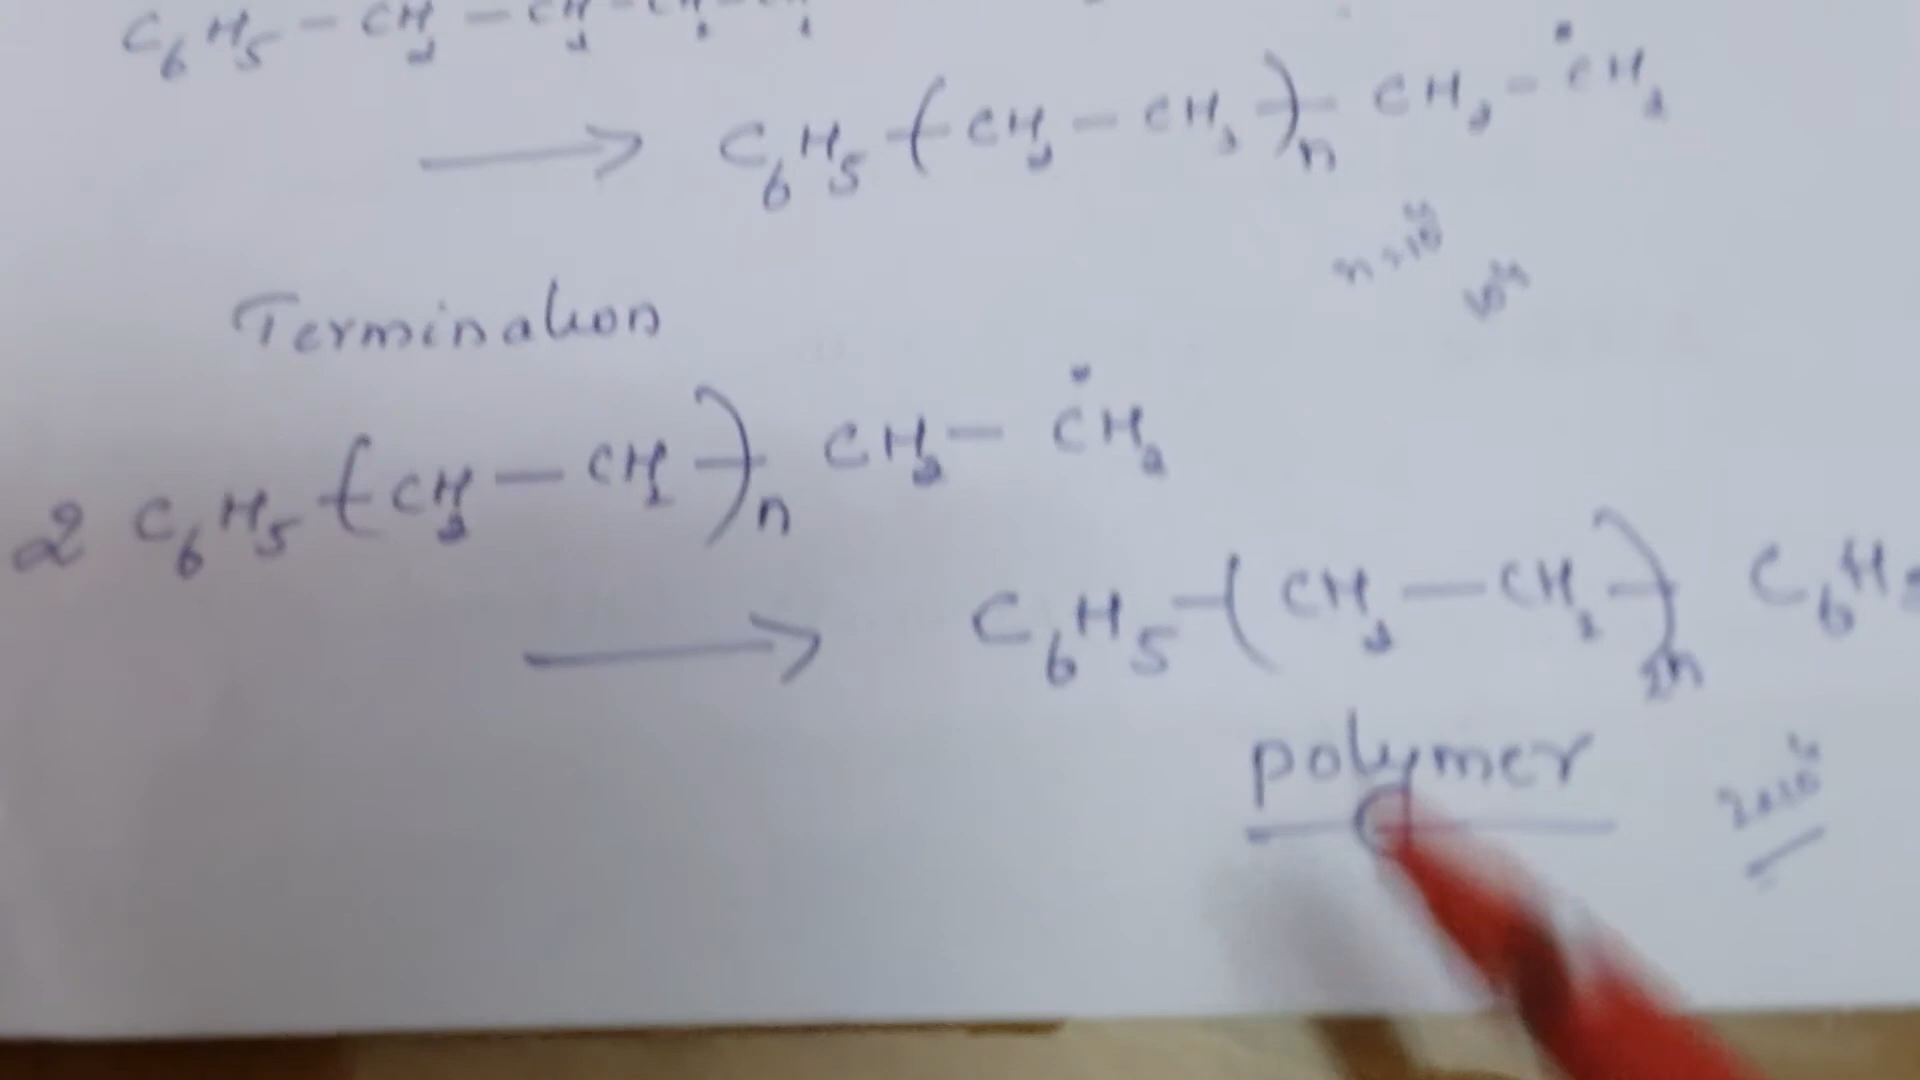 C6H5 - CH2 - CH2 -
⟶ C6H5 -(CH2 - CH2)-n CH2 - ĊH2
Termination
2 C6H5 -(CH2 - CH2)-n CH2 - ĊH2
⟶ C6H5 -(CH2 - CH2)-2n C6H5
polymer